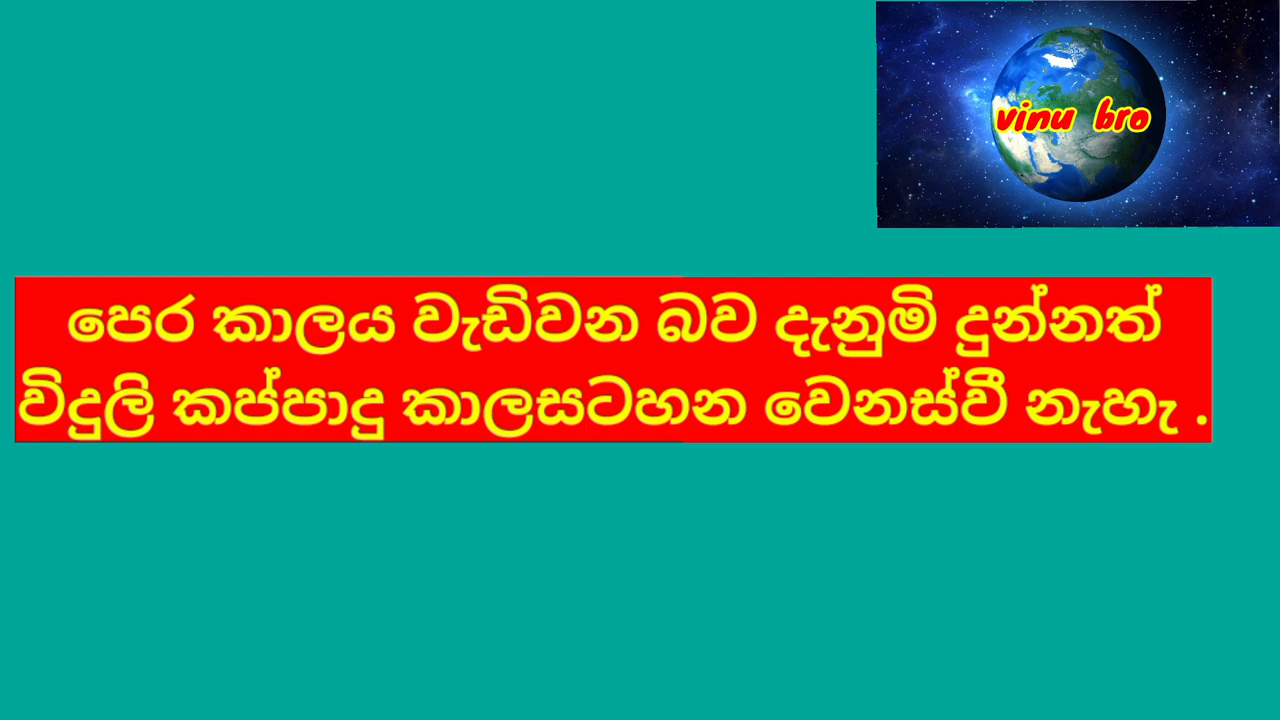 vinu bro
පෙර කාලය වැඩිවන බව දැනුම් දුන්නත්
විදුලි කප්පාදු කාලසටහන වෙනස්වී නැහැ .